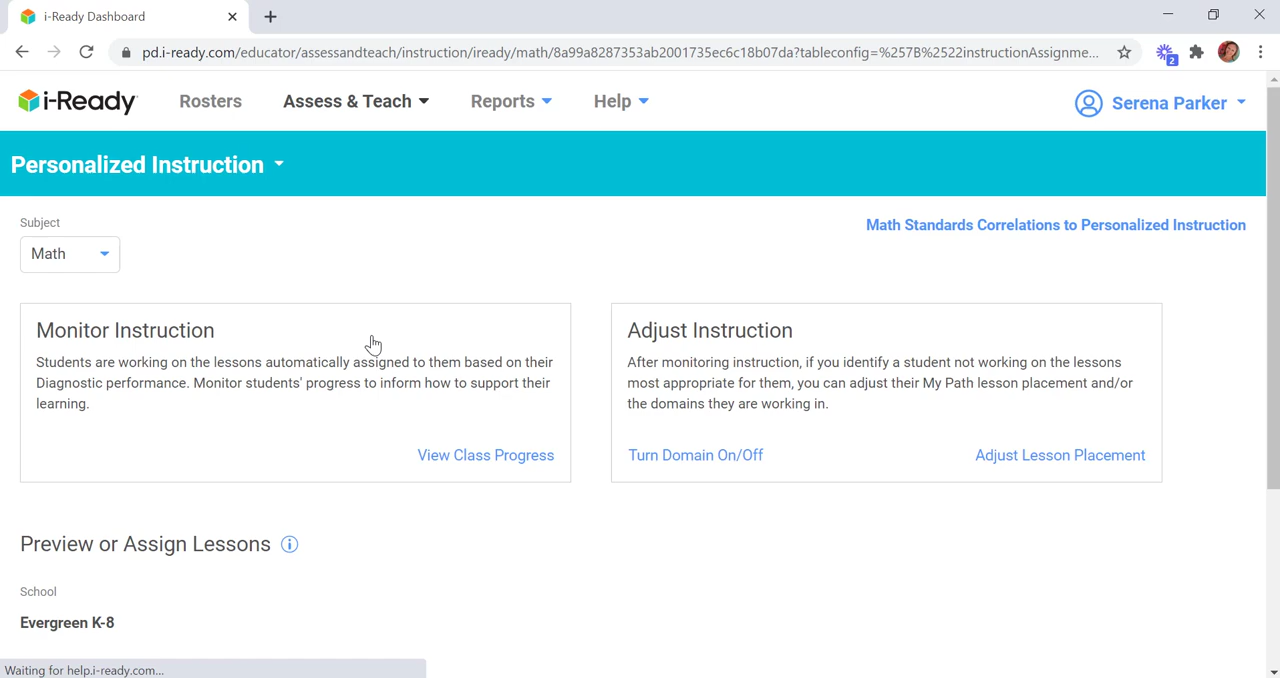 i-Ready Dashboard
pd.i-ready.com/educator/assessandteach/instruction/iready/math/8a99a8287353ab2001735ec6c18b07da?tableconfig=%257B%2522instructionAssignme...
2
i-Ready Rosters Assess & Teach Reports Help Serena Parker
Personalized Instruction
Subject
Math Standards Correlations to Personalized Instruction
Math
Monitor Instruction
Students are working on the lessons automatically assigned to them based on their
Diagnostic performance. Monitor students' progress to inform how to support their
learning.
View Class Progress
Adjust Instruction
After monitoring instruction, if you identify a student not working on the lessons
most appropriate for them, you can adjust their My Path lesson placement and/or
the domains they are working in.
Turn Domain On/Off Adjust Lesson Placement
Preview or Assign Lessons
School
Evergreen K-8
Waiting for help.i-ready.com...